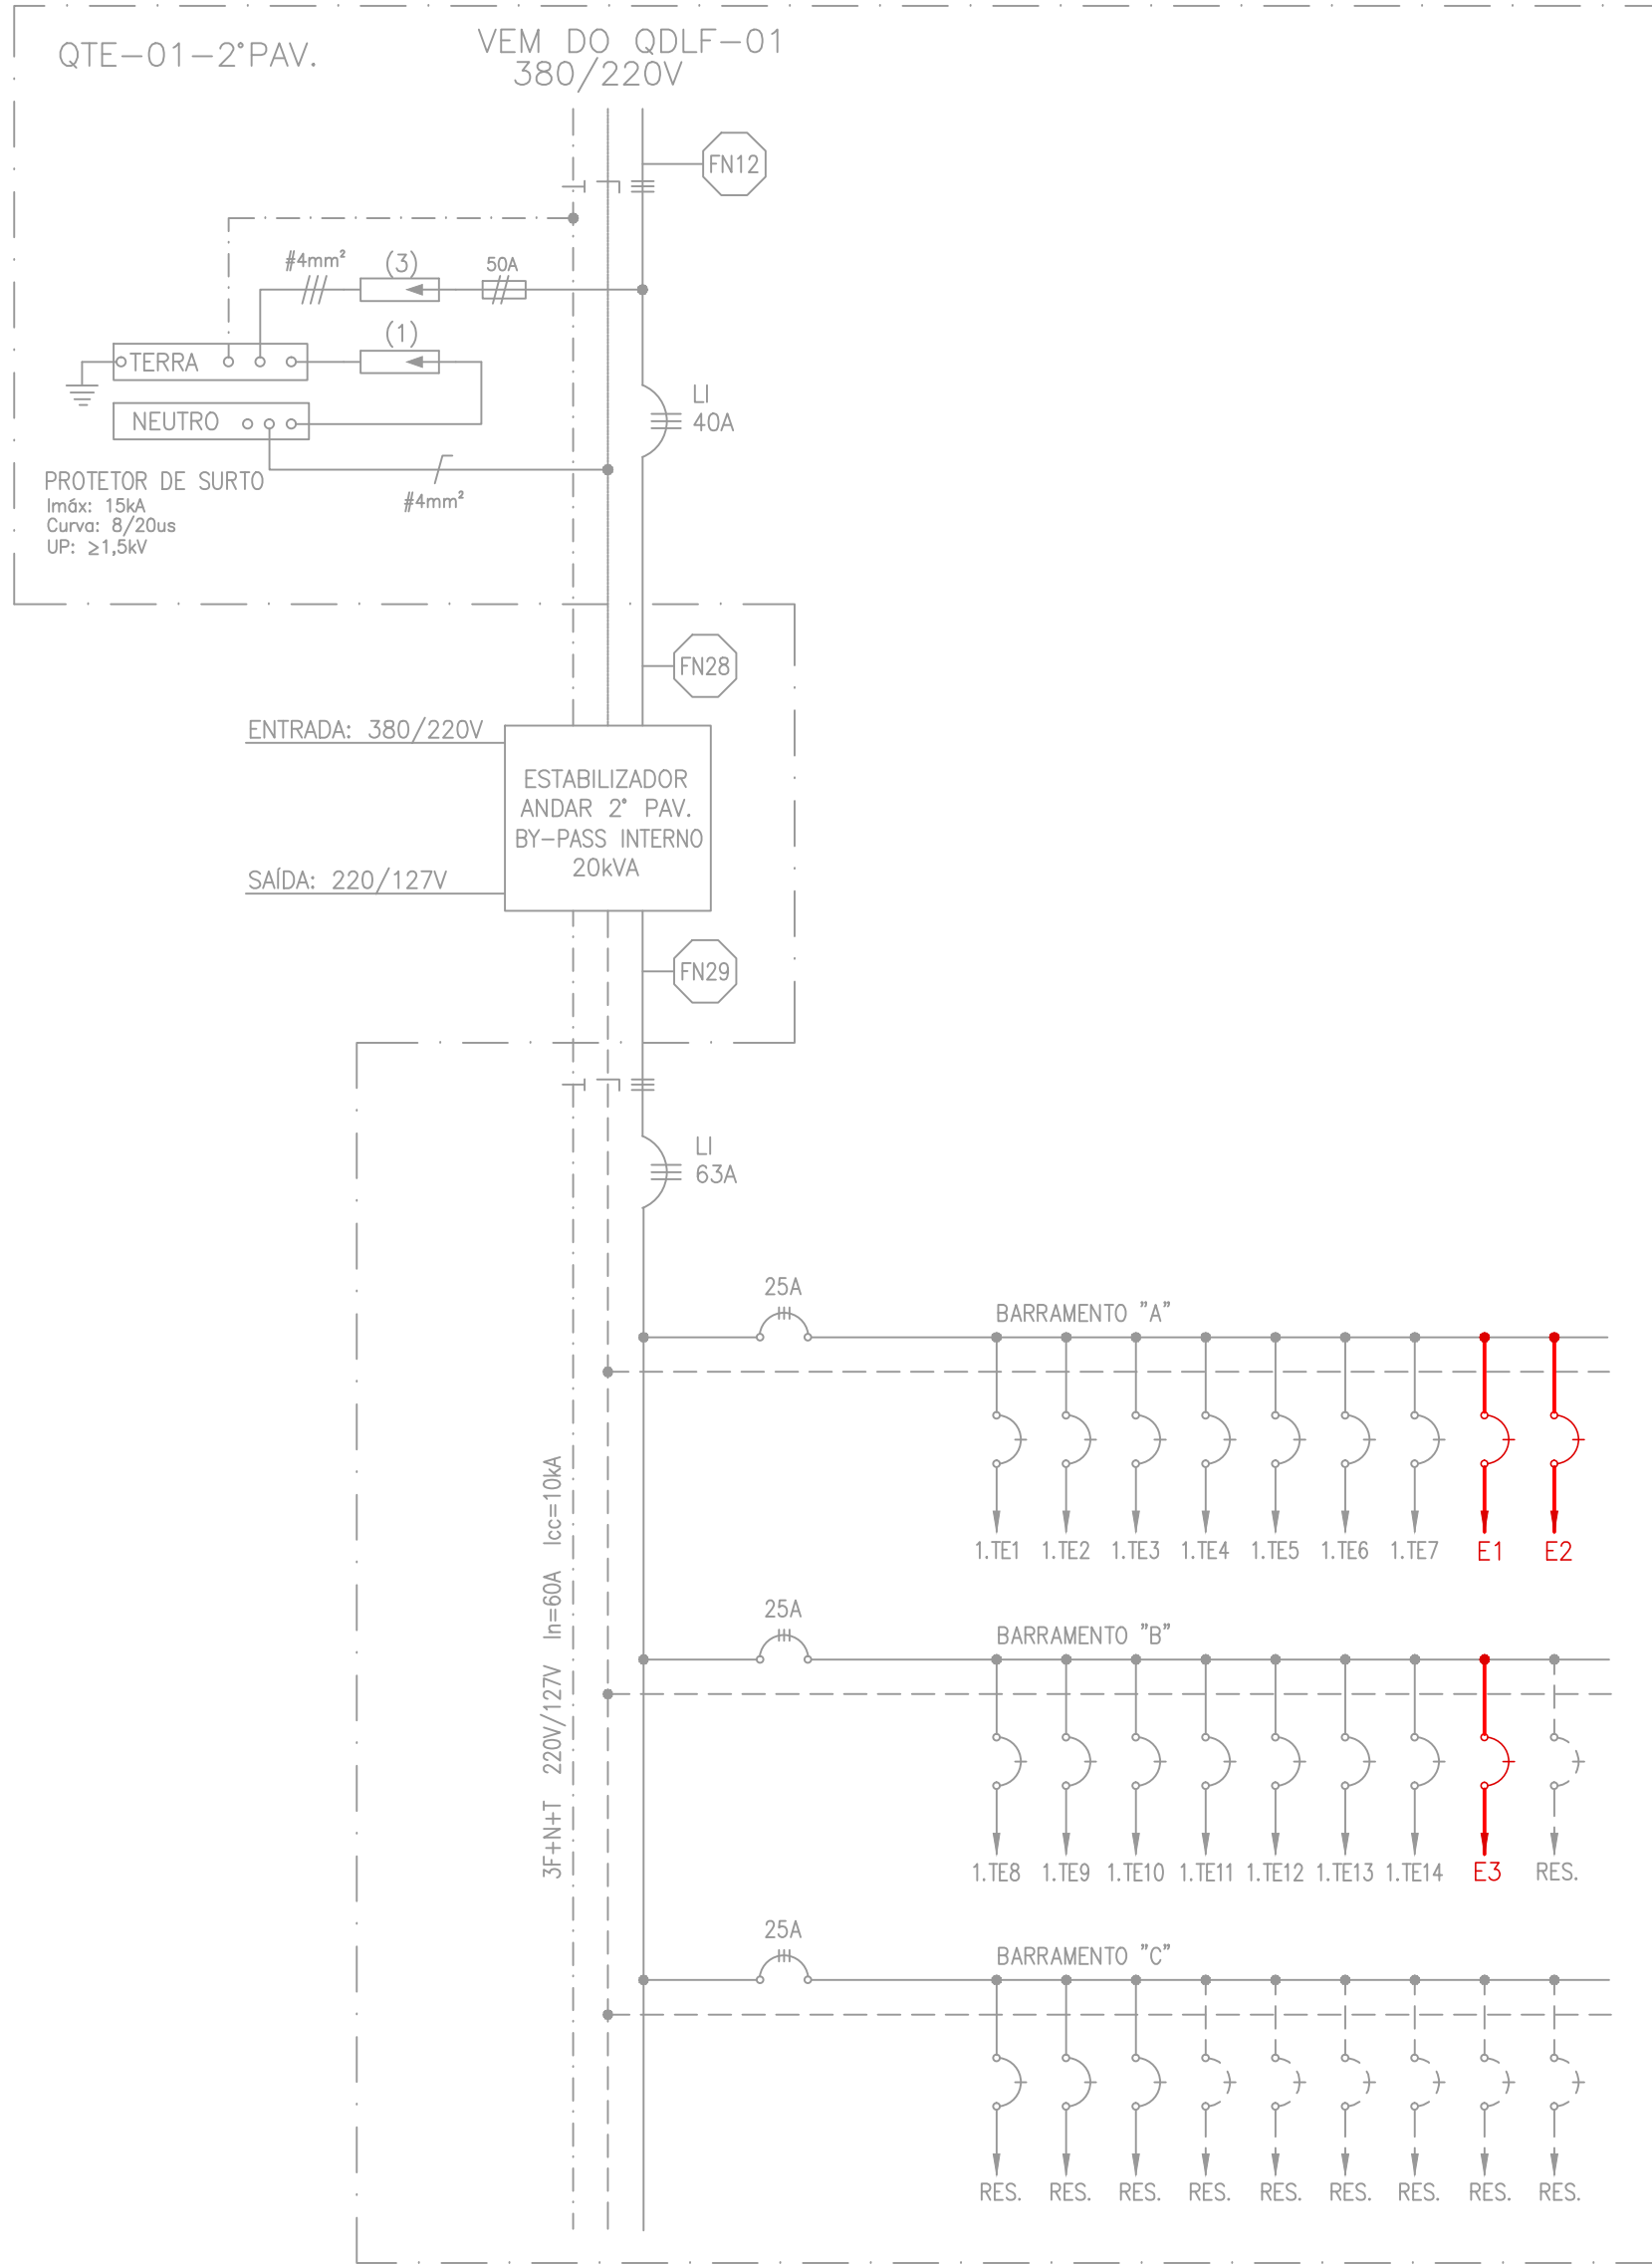 QTE-01-2°PAV.
VEM DO QDLF-01
380/220V
FN12
#4mm²
(3)
50A
(1)
TERRA
NEUTRO
LI
40A
PROTETOR DE SURTO
Imáx: 15kA
Curva: 8/20us
UP: ≥1,5kV
#4mm²
FN28
ENTRADA: 380/220V
ESTABILIZADOR
ANDAR 2° PAV.
BY-PASS INTERNO
20kVA
SAÍDA: 220/127V
FN29
LI
63A
3F+N+T 220V/127V In=60A Icc=10kA
25A
BARRAMENTO "A"
1.TE1 1.TE2 1.TE3 1.TE4 1.TE5 1.TE6 1.TE7 E1 E2
25A
BARRAMENTO "B"
1.TE8 1.TE9 1.TE10 1.TE11 1.TE12 1.TE13 1.TE14 E3 RES.
25A
BARRAMENTO "C"
RES. RES. RES. RES. RES. RES. RES. RES. RES.